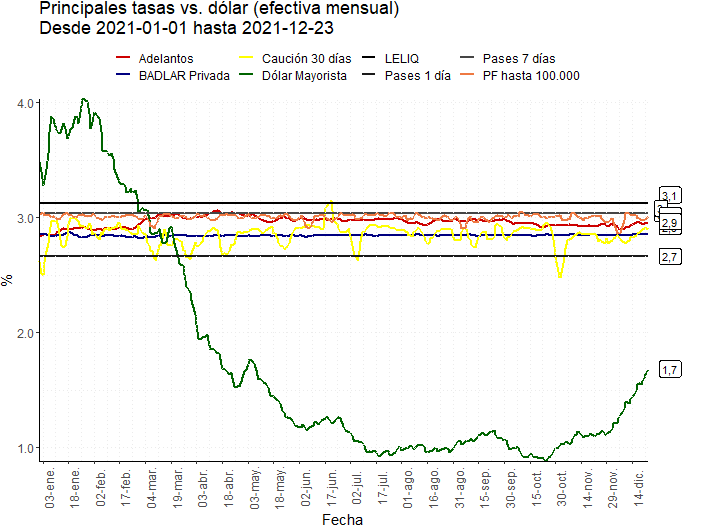 Principales tasas vs. dólar (efectiva mensual)
Desde 2021-01-01 hasta 2021-12-23
Adelantos Caución 30 días LELIQ Pases 7 días
BADLAR Privada Dólar Mayorista Pases 1 día PF hasta 100.000
4.0
3.0
2.0
1.0
%
3,1
2,9
2,7
1,7
03-ene. 18-ene. 02-feb. 17-feb. 04-mar. 19-mar. 03-abr. 18-abr. 03-may. 18-may. 02-jun. 17-jun. 02-jul. 17-jul. 01-ago. 16-ago. 31-ago. 15-sep. 30-sep. 15-oct. 30-oct. 14-nov. 29-nov. 14-dic.
Fecha